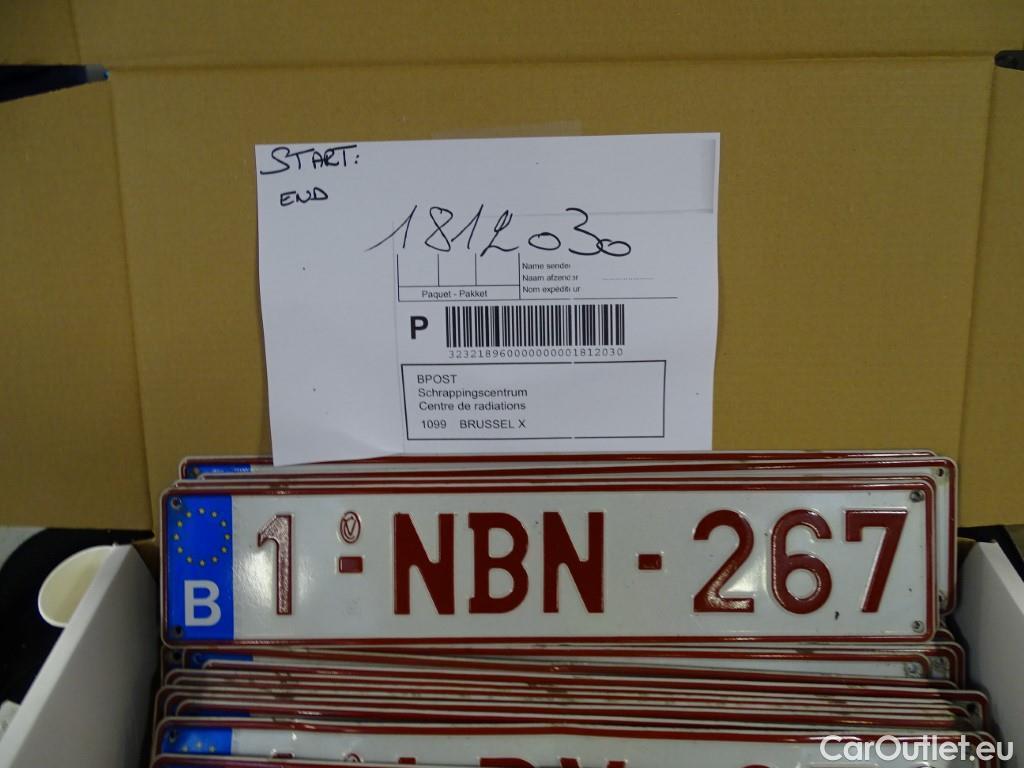 START:
END
1812030
Name sender
Naam afzender
Nom expéditeur
Paquet - Pakket
P
323218960000000001812030
BPOST
Schrappingscentrum
Centre de radiations
1099 BRUSSEL X
B 1-NBN-267
CarOutlet.eu